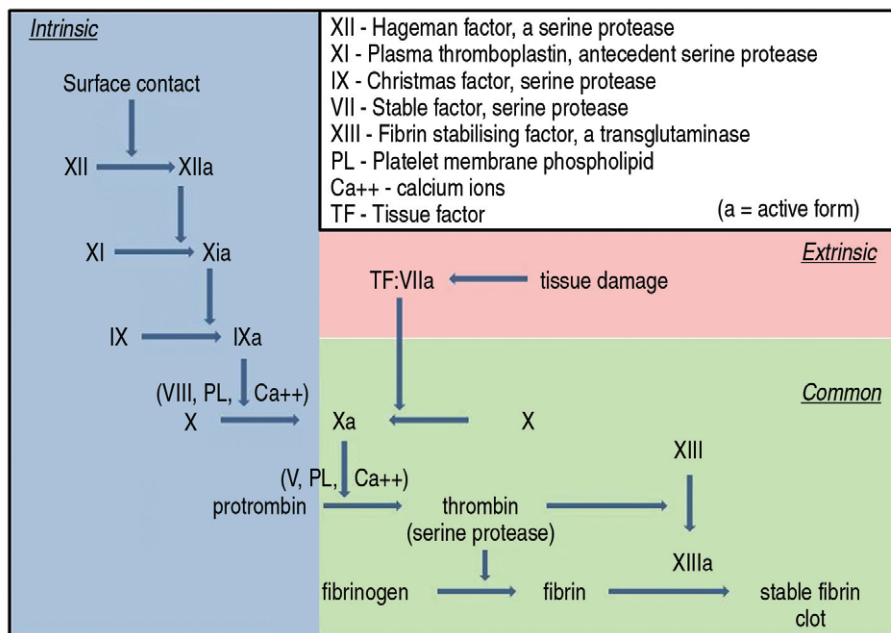 Intrinsic
Surface contact
XII XIIa
XI Xia
IX IXa
(VIII, PL, Ca++)
X
XII - Hageman factor, a serine protease
XI - Plasma thromboplastin, antecedent serine protease
IX - Christmas factor, serine protease
VII - Stable factor, serine protease
XIII - Fibrin stabilising factor, a transglutaminase
PL - Platelet membrane phospholipid
Ca++ - calcium ions
TF - Tissue factor (a = active form)
Extrinsic
TF:VIIa tissue damage
Common
Xa X
XIII
(V, PL, Ca++)
protrombin thrombin
(serine protease)
XIIIa
fibrinogen fibrin stable fibrin
clot